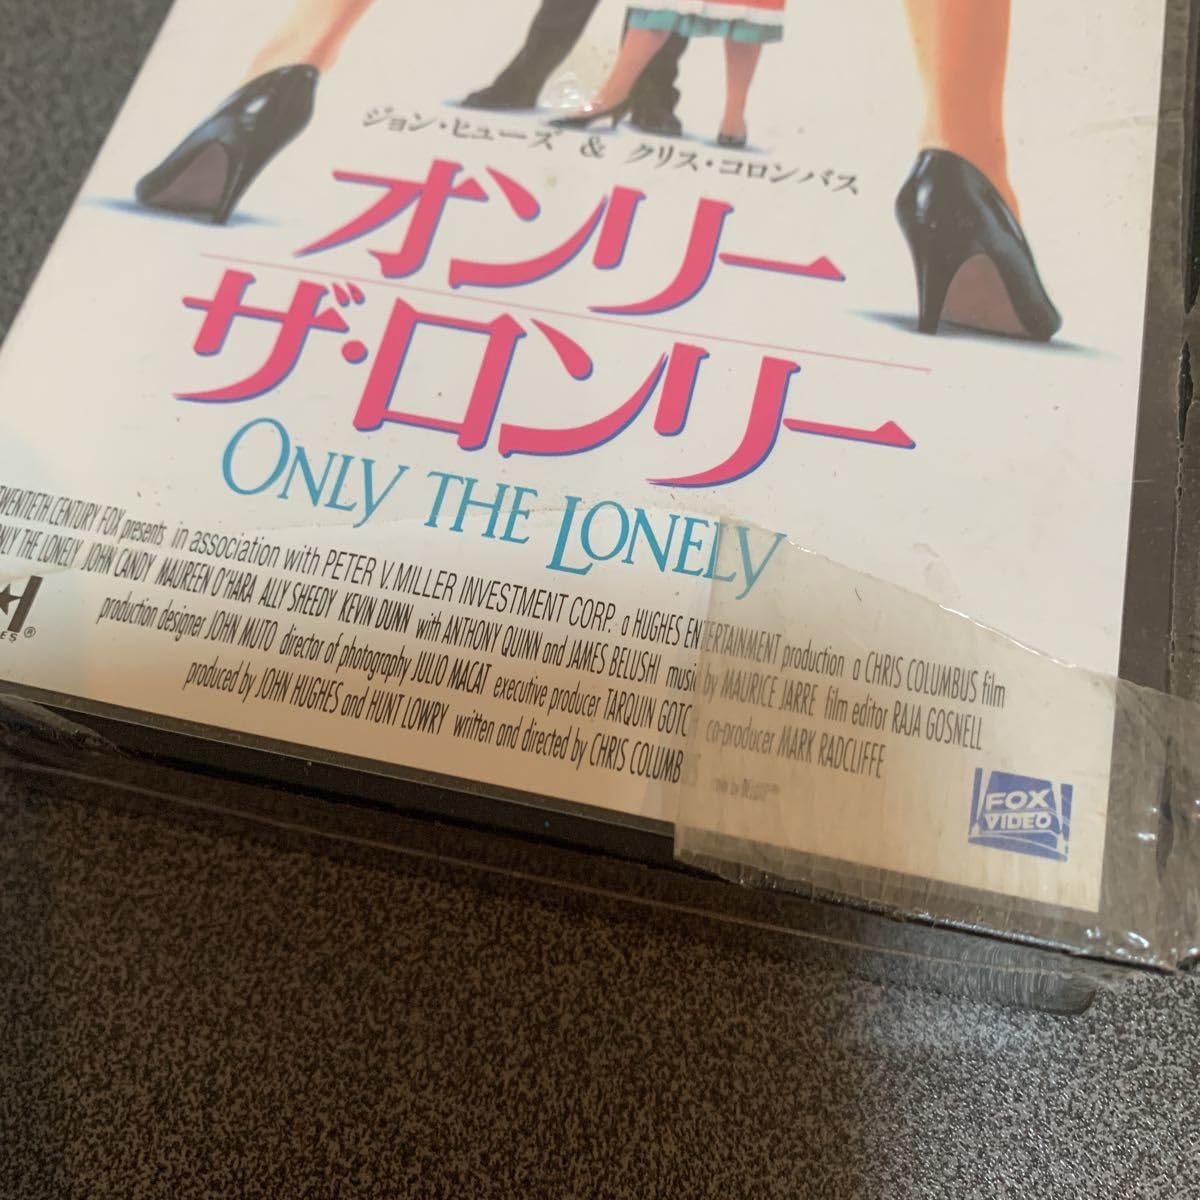 ジョン・ヒューズ & クリス・コロンバス
オンリー
ザ・ロンリー
ONLY THE LONELY
TWENTIETH CENTURY FOX presents in association with PETER V. MILLER INVESTMENT CORP. a HUGHES ENTERTAINMENT production a CHRIS COLUMBUS film
ONLY THE LONELY JOHN CANDY MAUREEN O'HARA ALLY SHEEDY KEVIN DUNN with ANTHONY QUINN and JAMES BELUSHI music by MAURICE JARRE film editor RAJA GOSNELL
production designer JOHN MUTO director of photography JULIO MACAT executive producer TARQUIN GOTC co-producer MARK RADCLIFFE
produced by JOHN HUGHES and HUNT LOWRY written and directed by CHRIS COLUMBUS
FOX
VIDEO